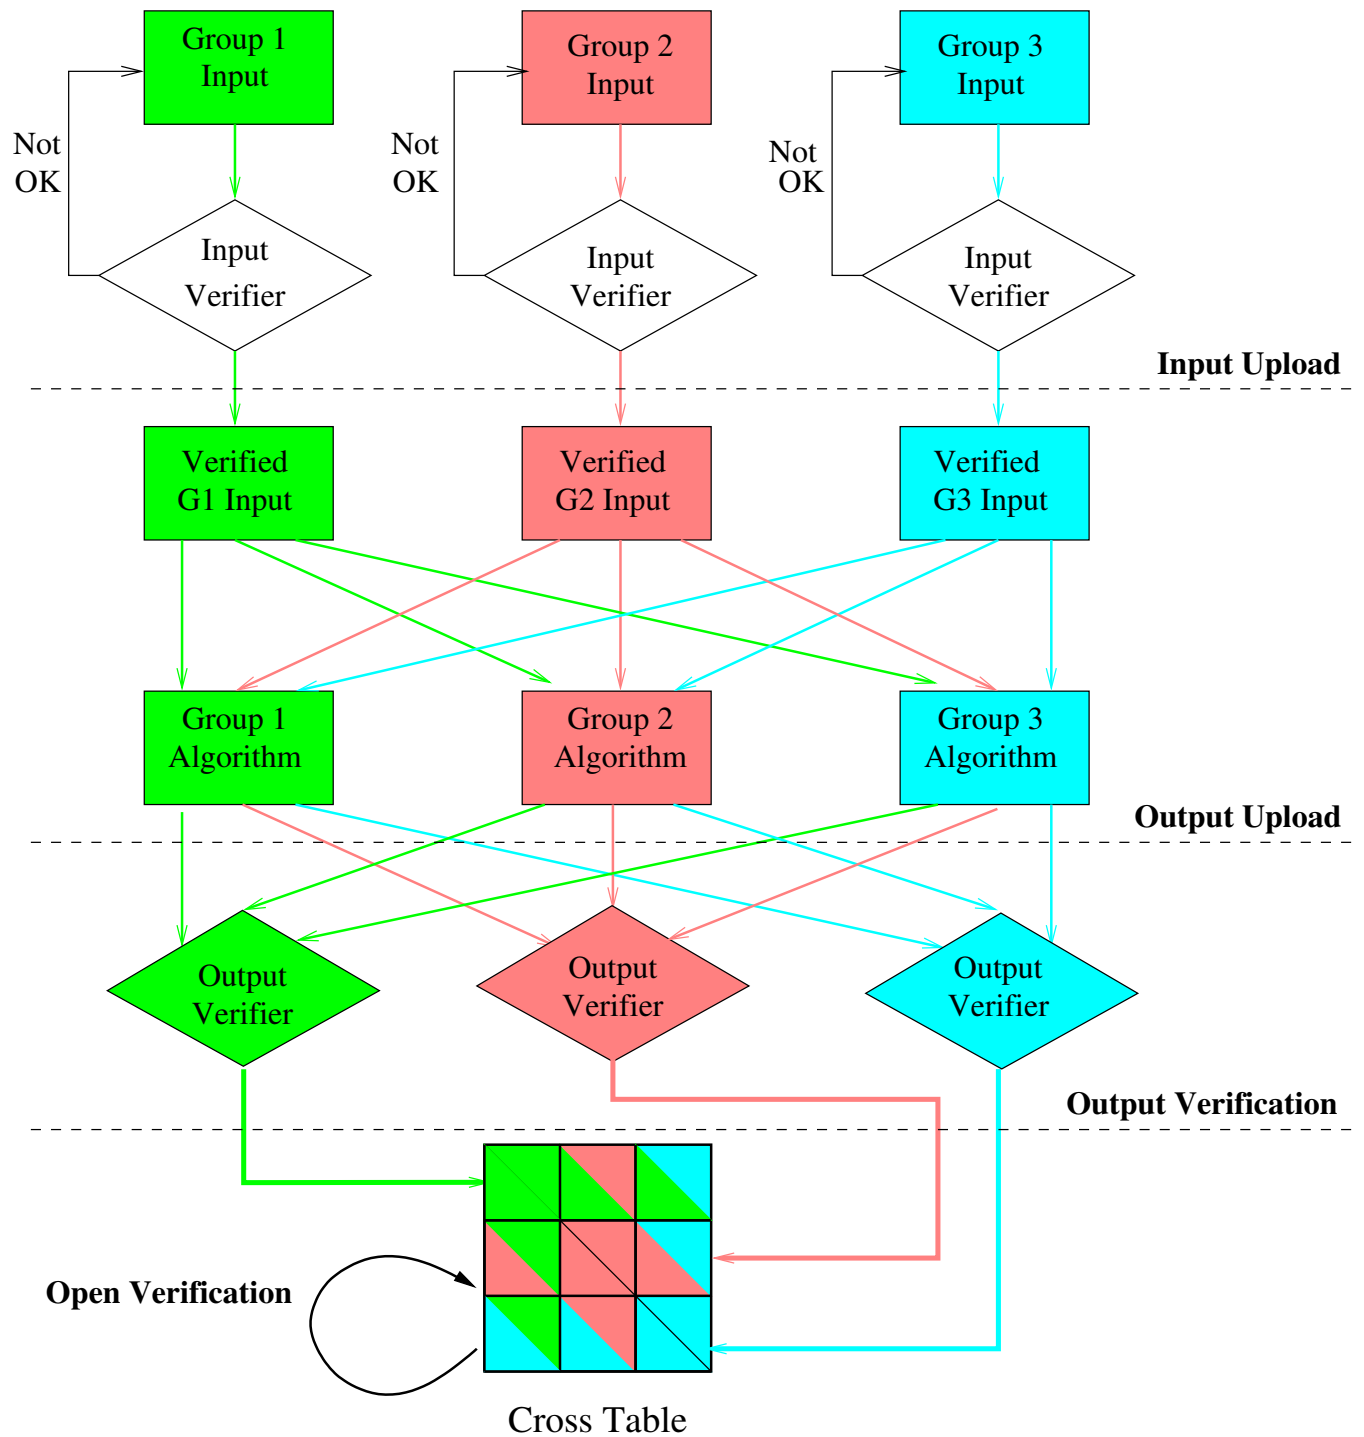 Group 1
Input
Group 2
Input
Group 3
Input
Not
OK
Not
OK
Not
OK
Input
Verifier
Input
Verifier
Input
Verifier
Input Upload
Verified
G1 Input
Verified
G2 Input
Verified
G3 Input
Group 1
Algorithm
Group 2
Algorithm
Group 3
Algorithm
Output Upload
Output
Verifier
Output
Verifier
Output
Verifier
Output Verification
Open Verification
Cross Table